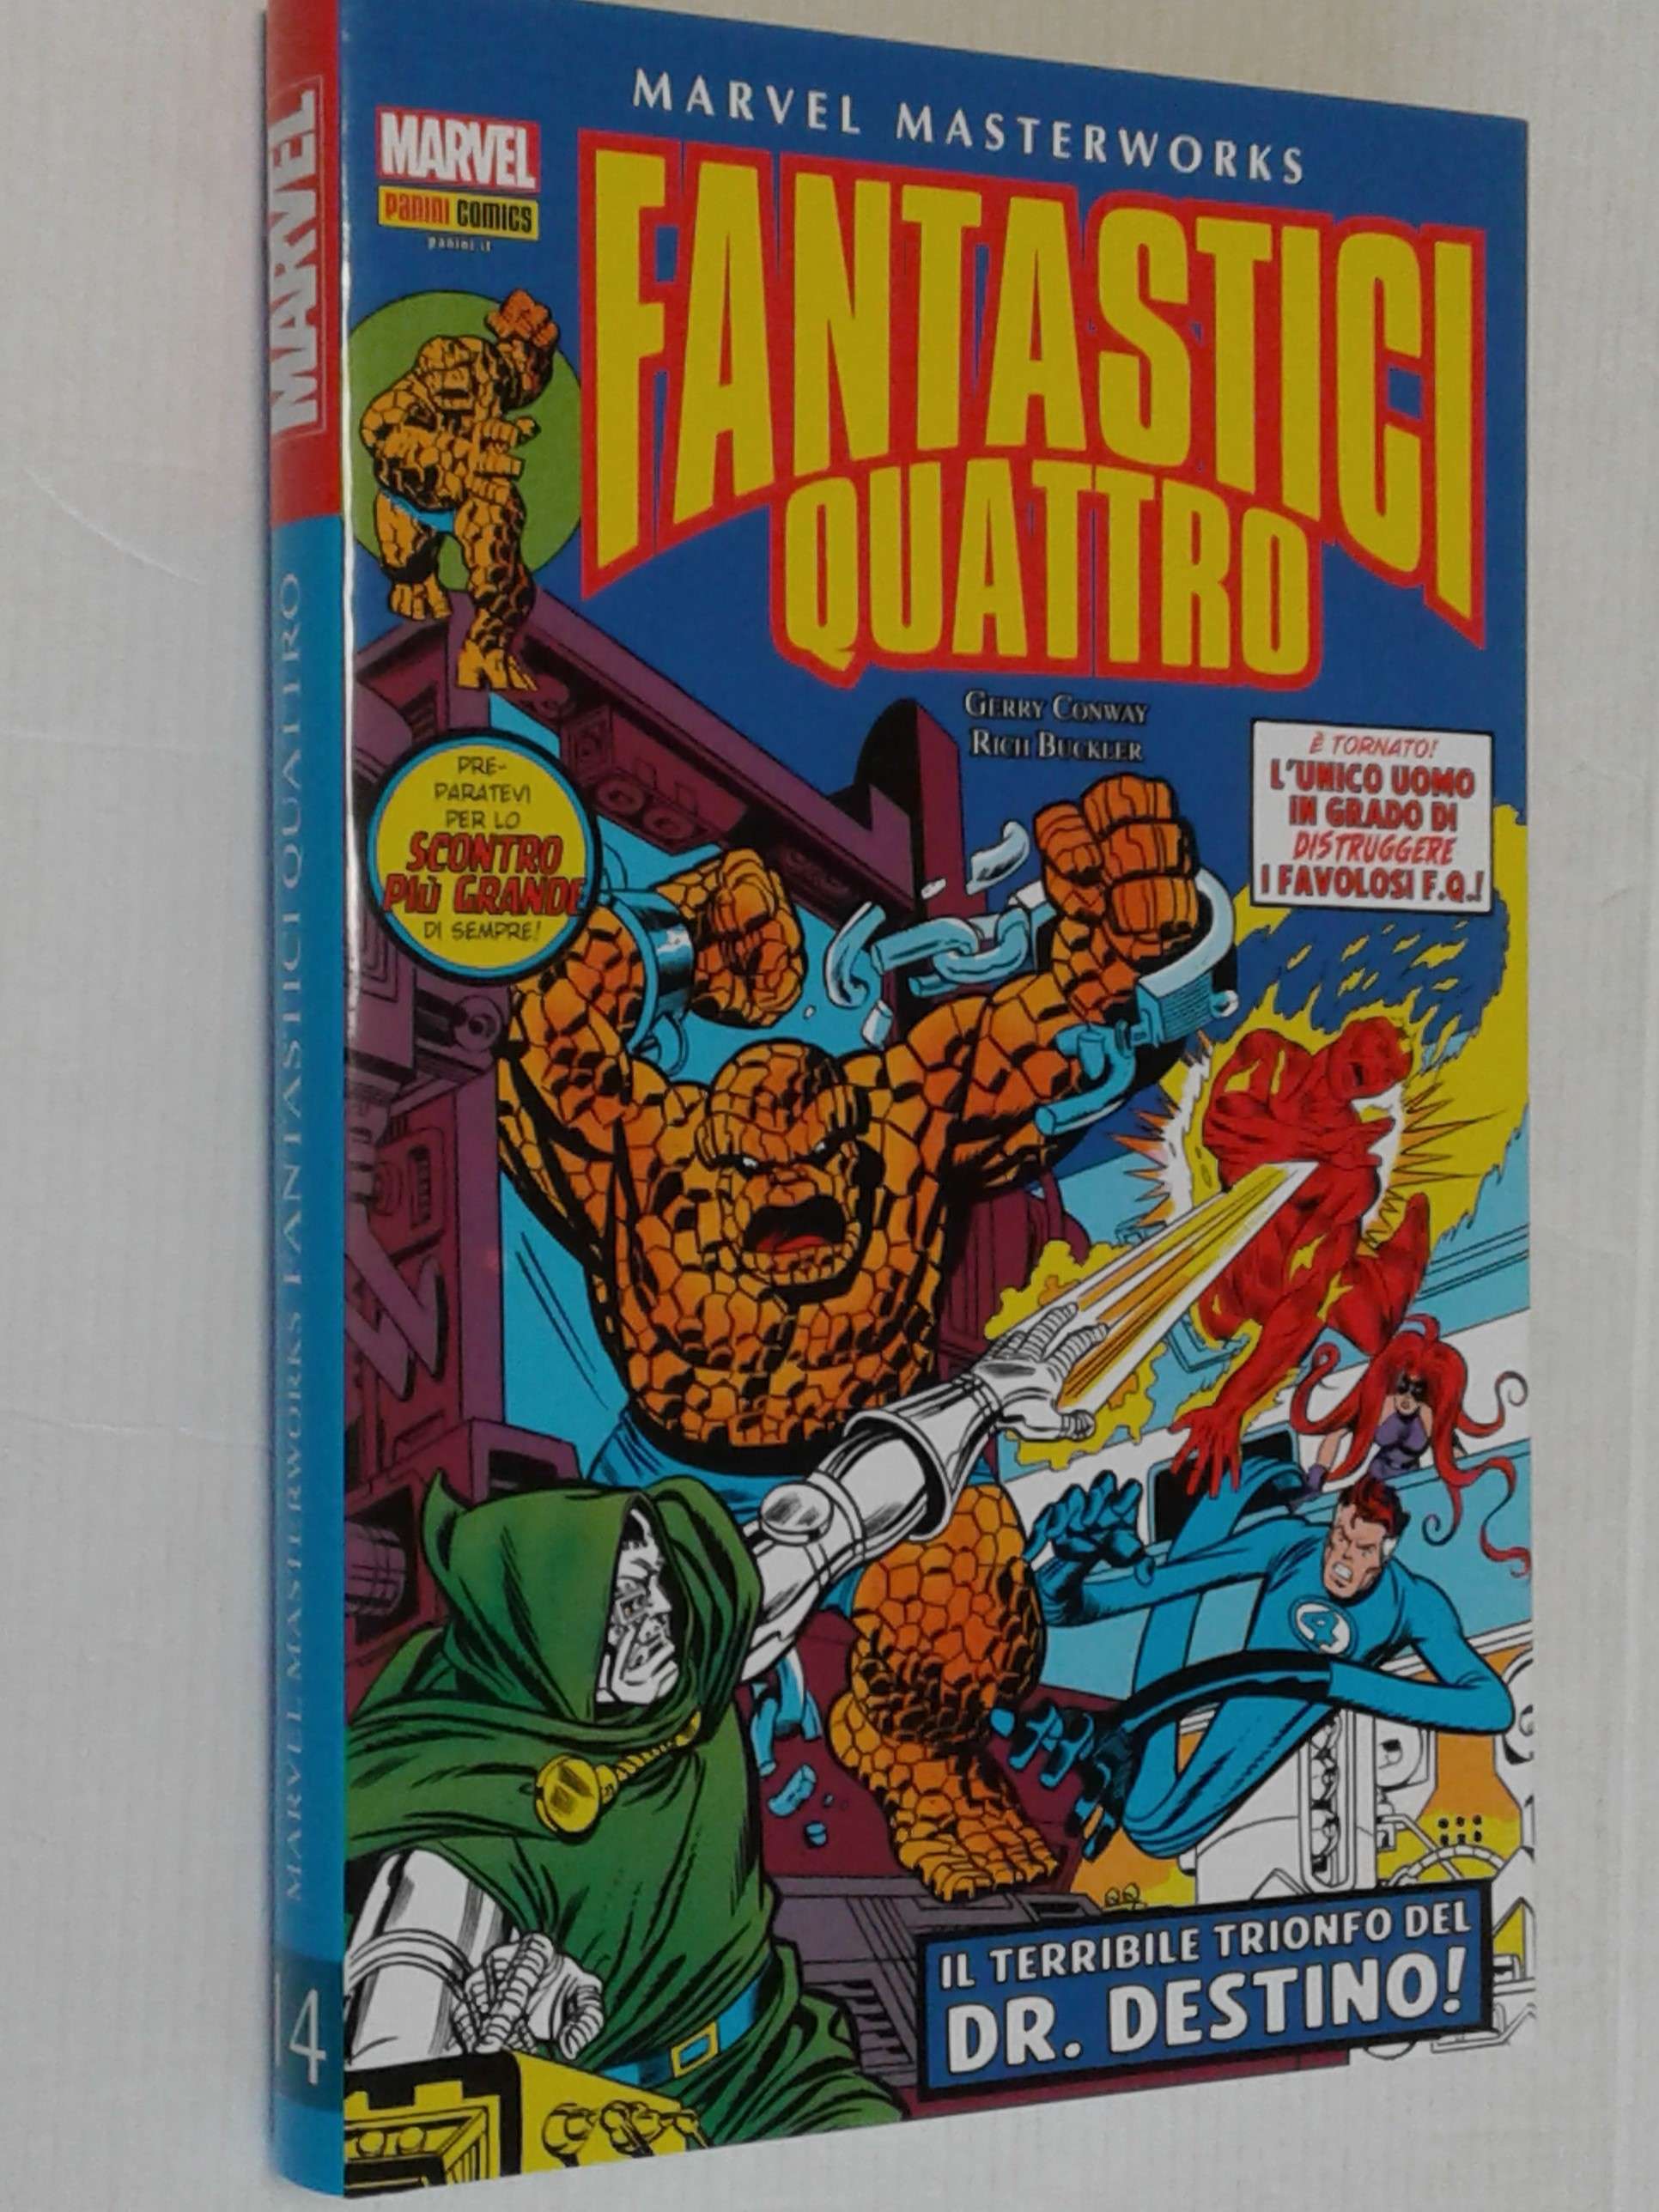 MARVEL MASTERWORKS
MARVEL
PANINI COMICS
panini.it
FANTASTICI
QUATTRO
GERRY CONWAY
RICH BUCKLER
È TORNATO!
L'UNICO UOMO
IN GRADO DI
DISTRUGGERE
I FAVOLOSI F.Q.!
PRE-
PARATEVI
PER LO
SCONTRO
PIÙ GRANDE
DI SEMPRE!
4
IL TERRIBILE TRIONFO DEL
DR. DESTINO!
MARVEL
MARVEL MASTERWORKS FANTASTICI QUATTRO
14